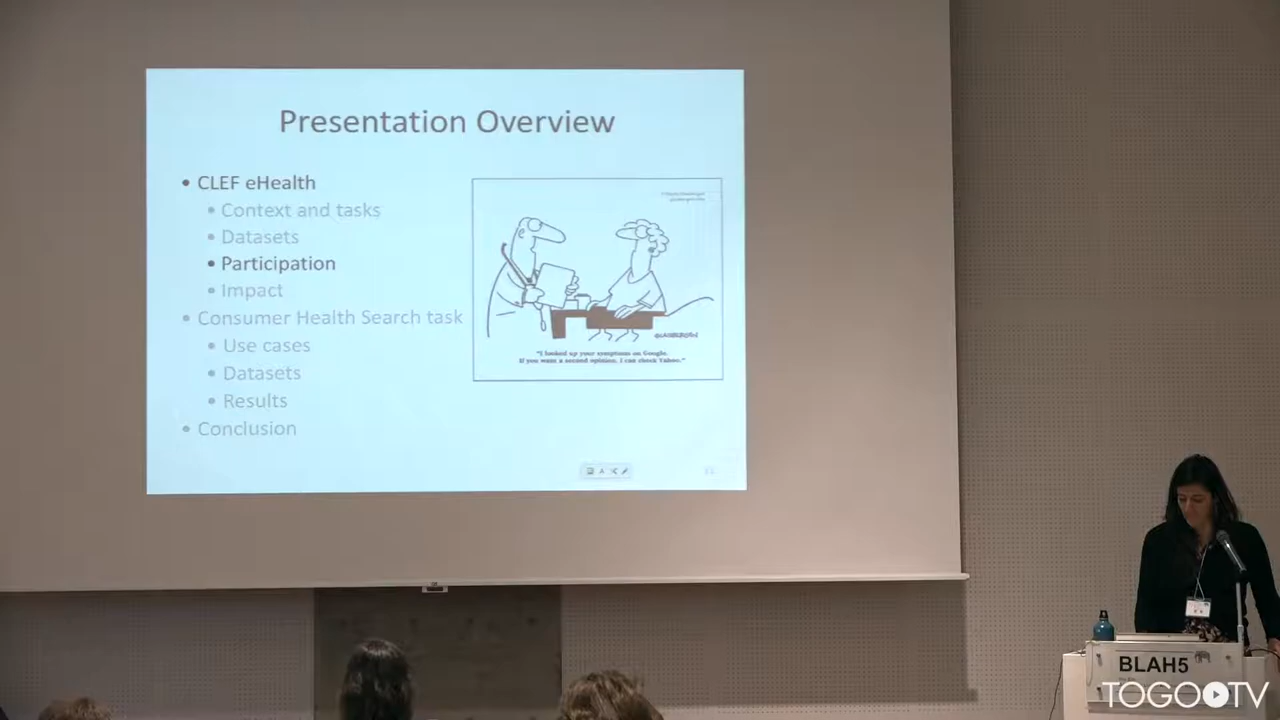 Presentation Overview
• CLEF eHealth
• Context and tasks
• Datasets
• Participation
• Impact
• Consumer Health Search task
• Use cases
• Datasets
• Results
• Conclusion
"I looked up your symptoms on Google.
If you want a second opinion, I can check Yahoo."
BLAH5
TOGOTV